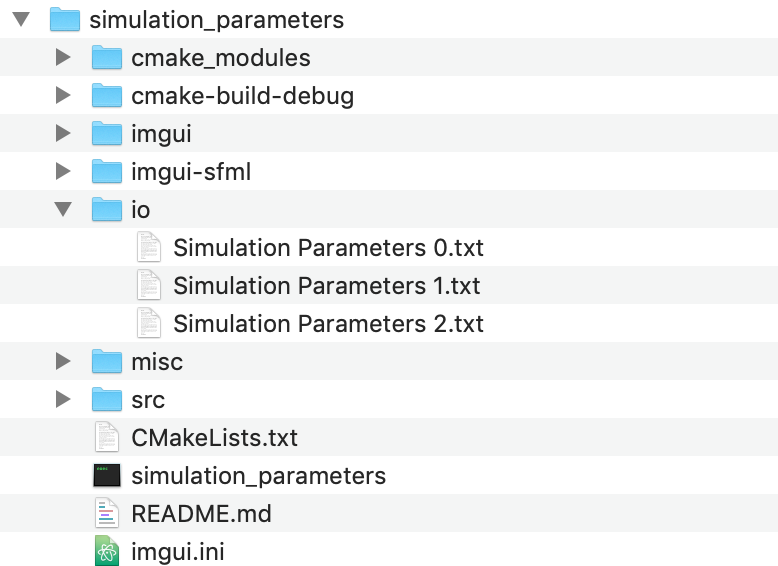 simulation_parameters
cmake_modules
cmake-build-debug
imgui
imgui-sfml
io
Simulation Parameters 0.txt
Simulation Parameters 1.txt
Simulation Parameters 2.txt
misc
src
CMakeLists.txt
simulation_parameters
README.md
imgui.ini